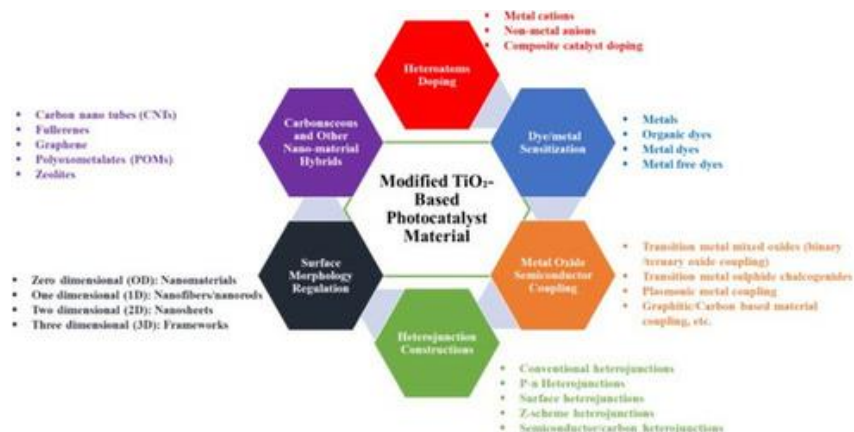 ▪ Metal cations
▪ Non-metal anions
▪ Composite catalyst doping
Heteroatoms
Doping
▪ Carbon nano tubes (CNTs)
▪ Fullerenes
▪ Graphene
▪ Polyoxometalates (POMs)
▪ Zeolites
Carbonaceous
and Other
Nano-material
Hybrids
Dye/metal
Sensitization
▪ Metals
▪ Organic dyes
▪ Metal dyes
▪ Metal free dyes
Modified TiO₂-
Based
Photocatalyst
Material
▪ Zero dimensional (OD): Nanomaterials
▪ One dimensional (1D): Nanofibers/nanorods
▪ Two dimensional (2D): Nanosheets
▪ Three dimensional (3D): Frameworks
Surface
Morphology
Regulation
Metal Oxide
Semiconductor
Coupling
▪ Transition metal mixed oxides (binary
/ternary oxide coupling)
▪ Transition metal sulphide chalcogenides
▪ Plasmonic metal coupling
▪ Graphitic/Carbon based material
coupling, etc.
Heterojunction
Constructions
▪ Conventional heterojunctions
▪ P-n Heterojunctions
▪ Surface heterojunctions
▪ Z-scheme heterojunctions
▪ Semiconductor/carbon heterojunctions